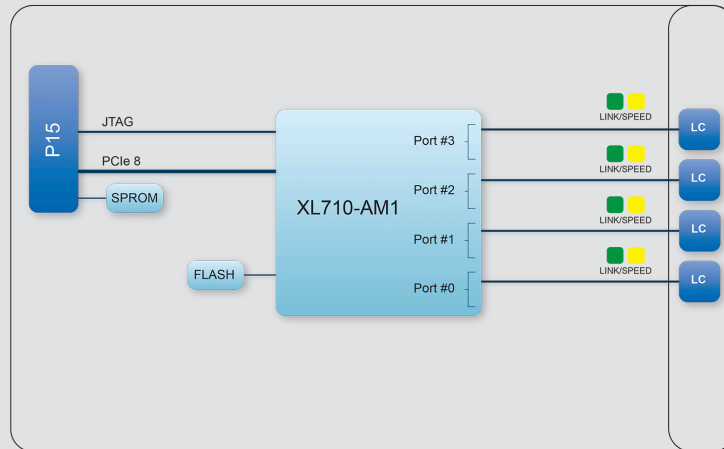 P15
JTAG
PCIe 8
SPROM
FLASH
XL710-AM1
Port #3
Port #2
Port #1
Port #0
LINK/SPEED
LC
LINK/SPEED
LC
LINK/SPEED
LC
LINK/SPEED
LC